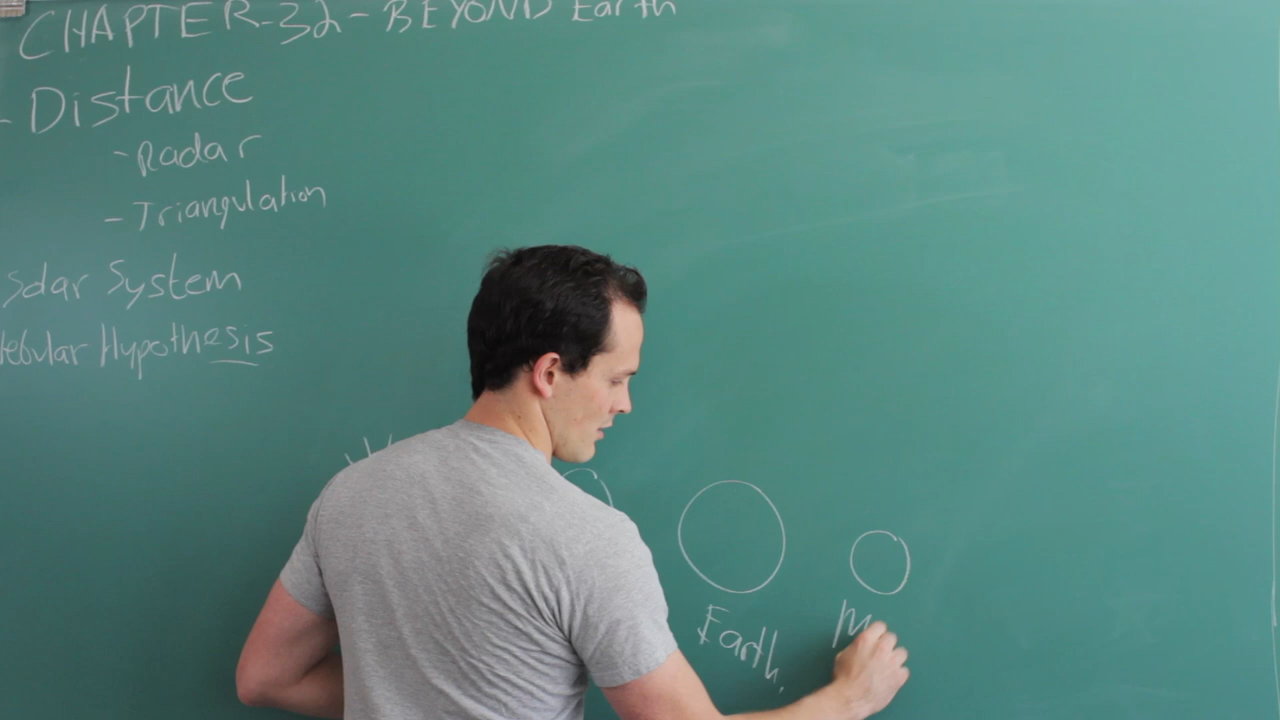 CHAPTER-32-BEYOND Earth
- Distance
- Radar
- Triangulation
Solar System
Nebular Hypothesis
Earth
M